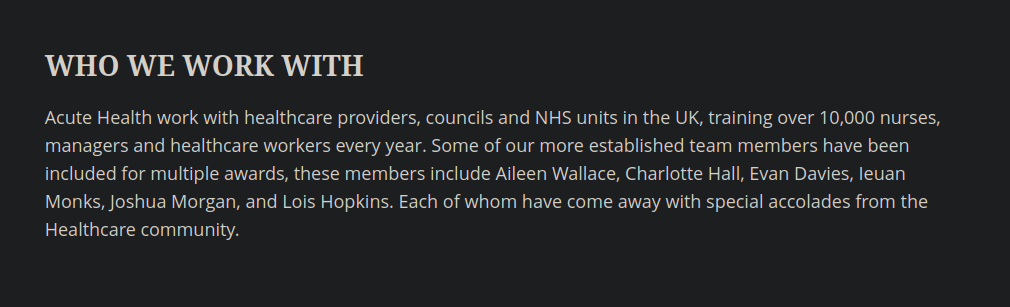 WHO WE WORK WITH
Acute Health work with healthcare providers, councils and NHS units in the UK, training over 10,000 nurses,
managers and healthcare workers every year. Some of our more established team members have been
included for multiple awards, these members include Aileen Wallace, Charlotte Hall, Evan Davies, Ieuan
Monks, Joshua Morgan, and Lois Hopkins. Each of whom have come away with special accolades from the
Healthcare community.